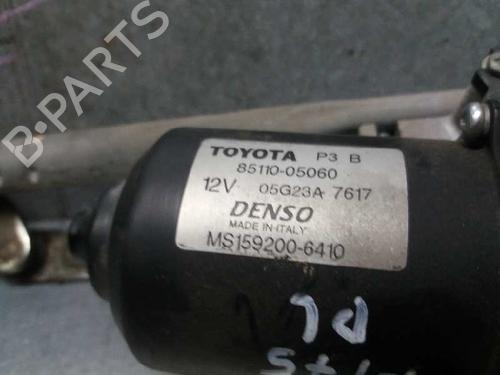 B-PARTS
TOYOTA P3 B
85110-05060
12V 05G23A 7617
DENSO
MADE IN ITALY
MS159200-6410